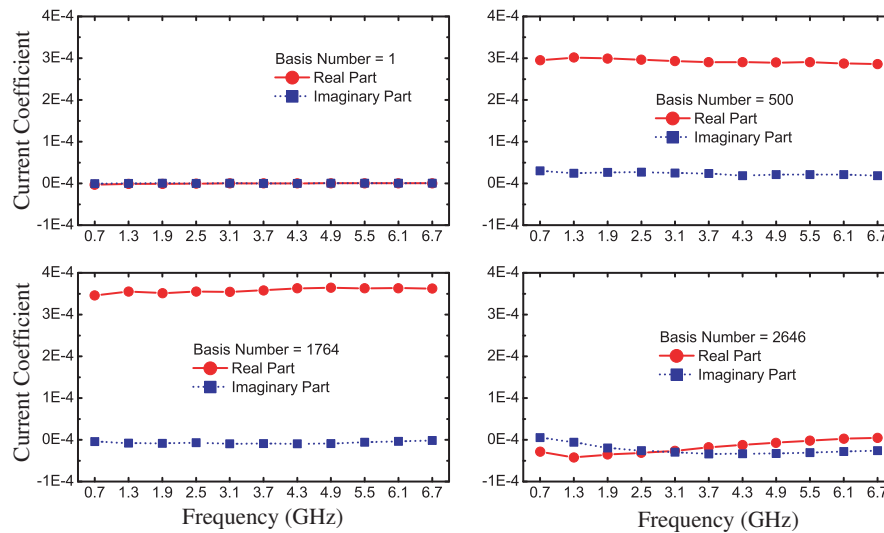 Current Coefficient
4E-4
3E-4
2E-4
1E-4
0E-4
-1E-4
Basis Number = 1
Real Part
Imaginary Part
0.7 1.3 1.9 2.5 3.1 3.7 4.3 4.9 5.5 6.1 6.7
4E-4
3E-4
2E-4
1E-4
0E-4
-1E-4
Basis Number = 500
Real Part
Imaginary Part
0.7 1.3 1.9 2.5 3.1 3.7 4.3 4.9 5.5 6.1 6.7
Current Coefficient
4E-4
3E-4
2E-4
1E-4
0E-4
-1E-4
Basis Number = 1764
Real Part
Imaginary Part
0.7 1.3 1.9 2.5 3.1 3.7 4.3 4.9 5.5 6.1 6.7
Frequency (GHz)
4E-4
3E-4
2E-4
1E-4
0E-4
-1E-4
Basis Number = 2646
Real Part
Imaginary Part
0.7 1.3 1.9 2.5 3.1 3.7 4.3 4.9 5.5 6.1 6.7
Frequency (GHz)